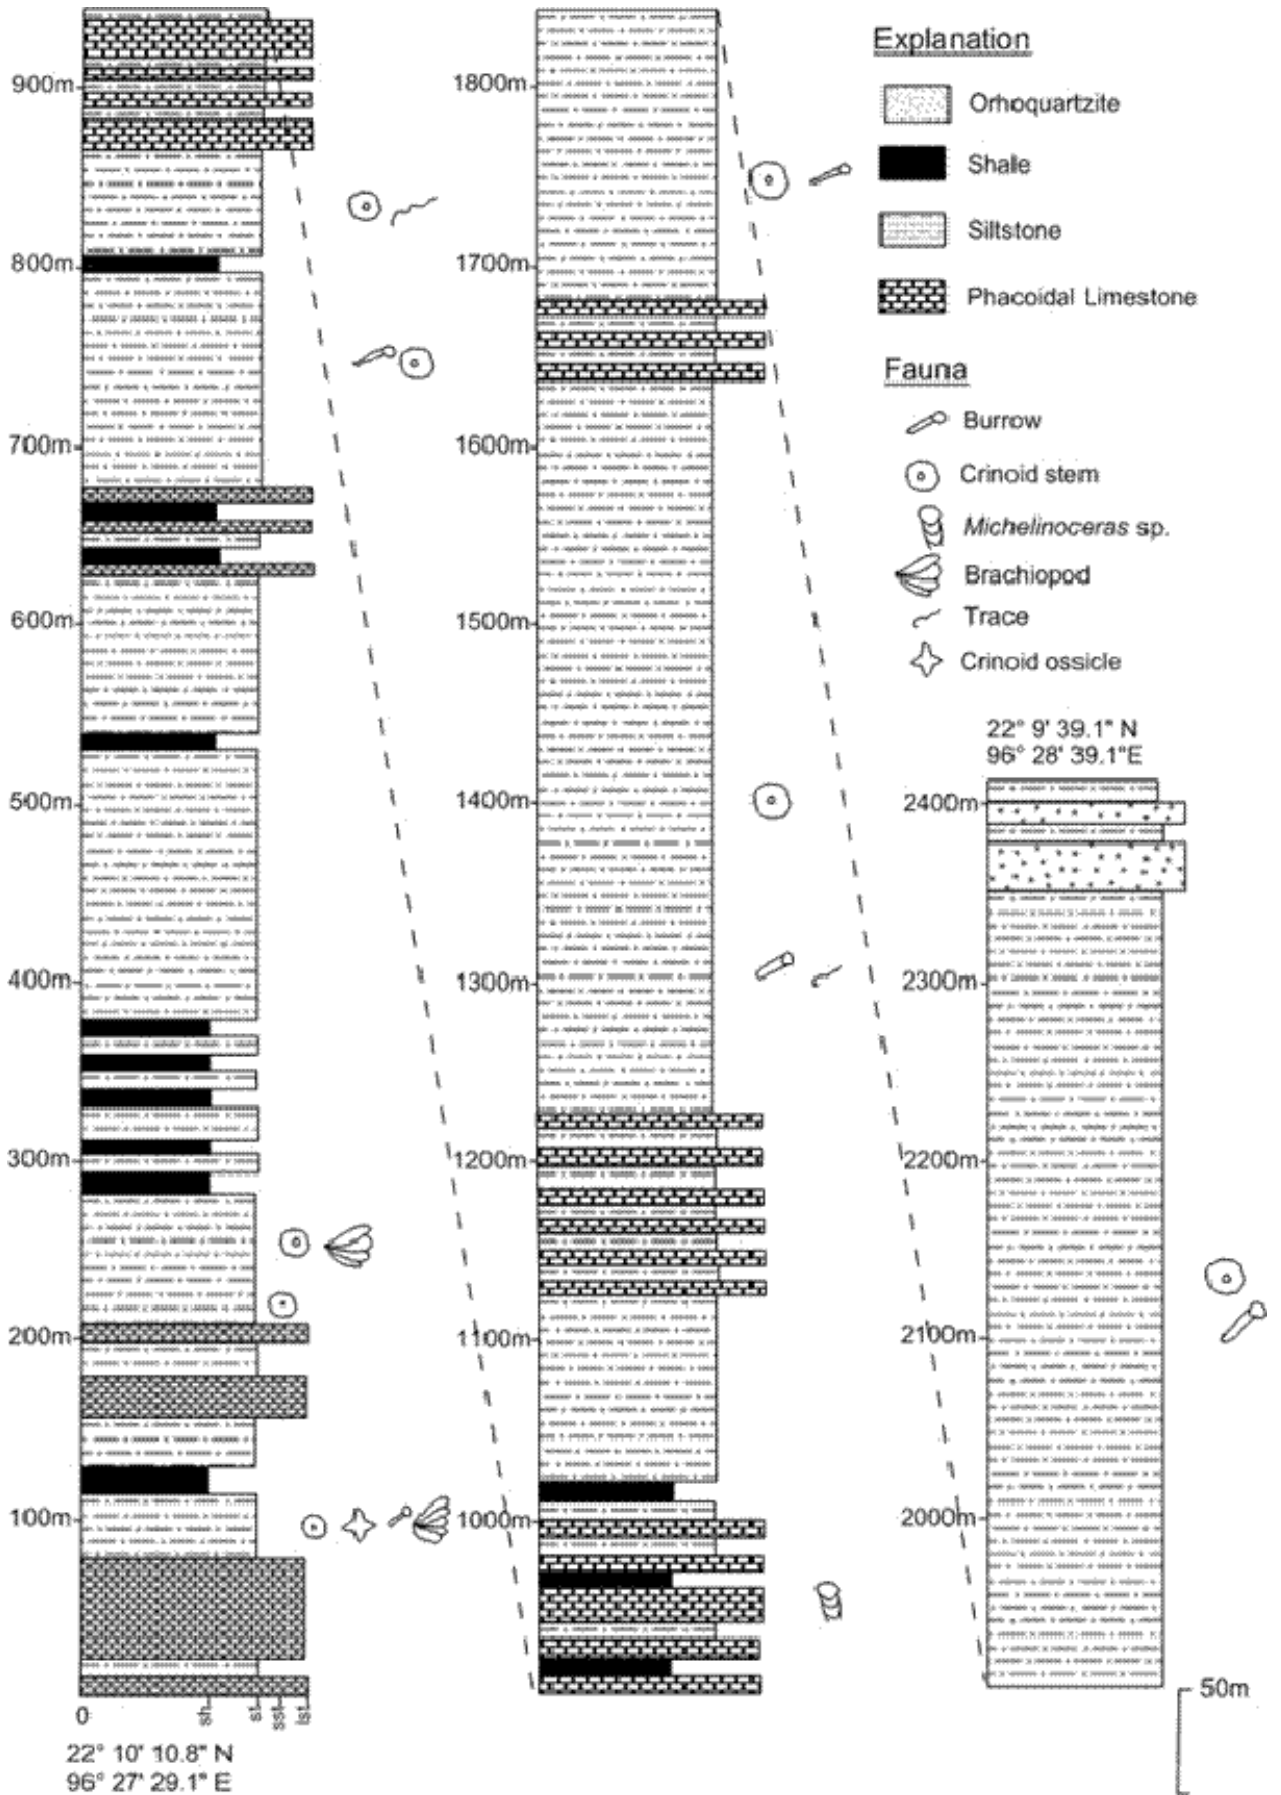 900m
800m
700m
600m
500m
400m
300m
200m
100m
0
sh
st
sst
lst
22° 10' 10.8" N
96° 27' 29.1" E
1800m
1700m
1600m
1500m
1400m
1300m
1200m
1100m
1000m
Explanation
Orhoquartzite
Shale
Siltstone
Phacoidal Limestone
Fauna
Burrow
Crinoid stem
Michelinoceras sp.
Brachiopod
Trace
Crinoid ossicle
22° 9' 39.1" N
96° 28' 39.1"E
2400m
2300m
2200m
2100m
2000m
50m